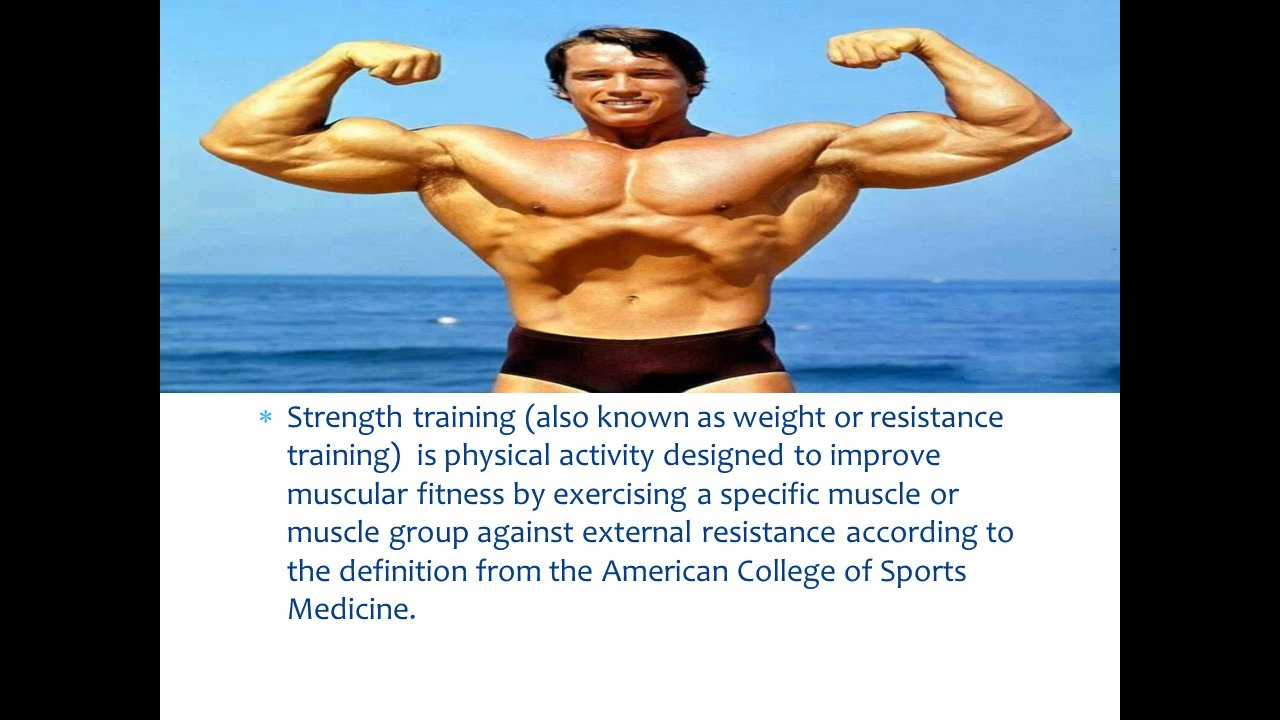 * Strength training (also known as weight or resistance
training)  is physical activity designed to improve
muscular fitness by exercising a specific muscle or
muscle group against external resistance according to
the definition from the American College of Sports
Medicine.